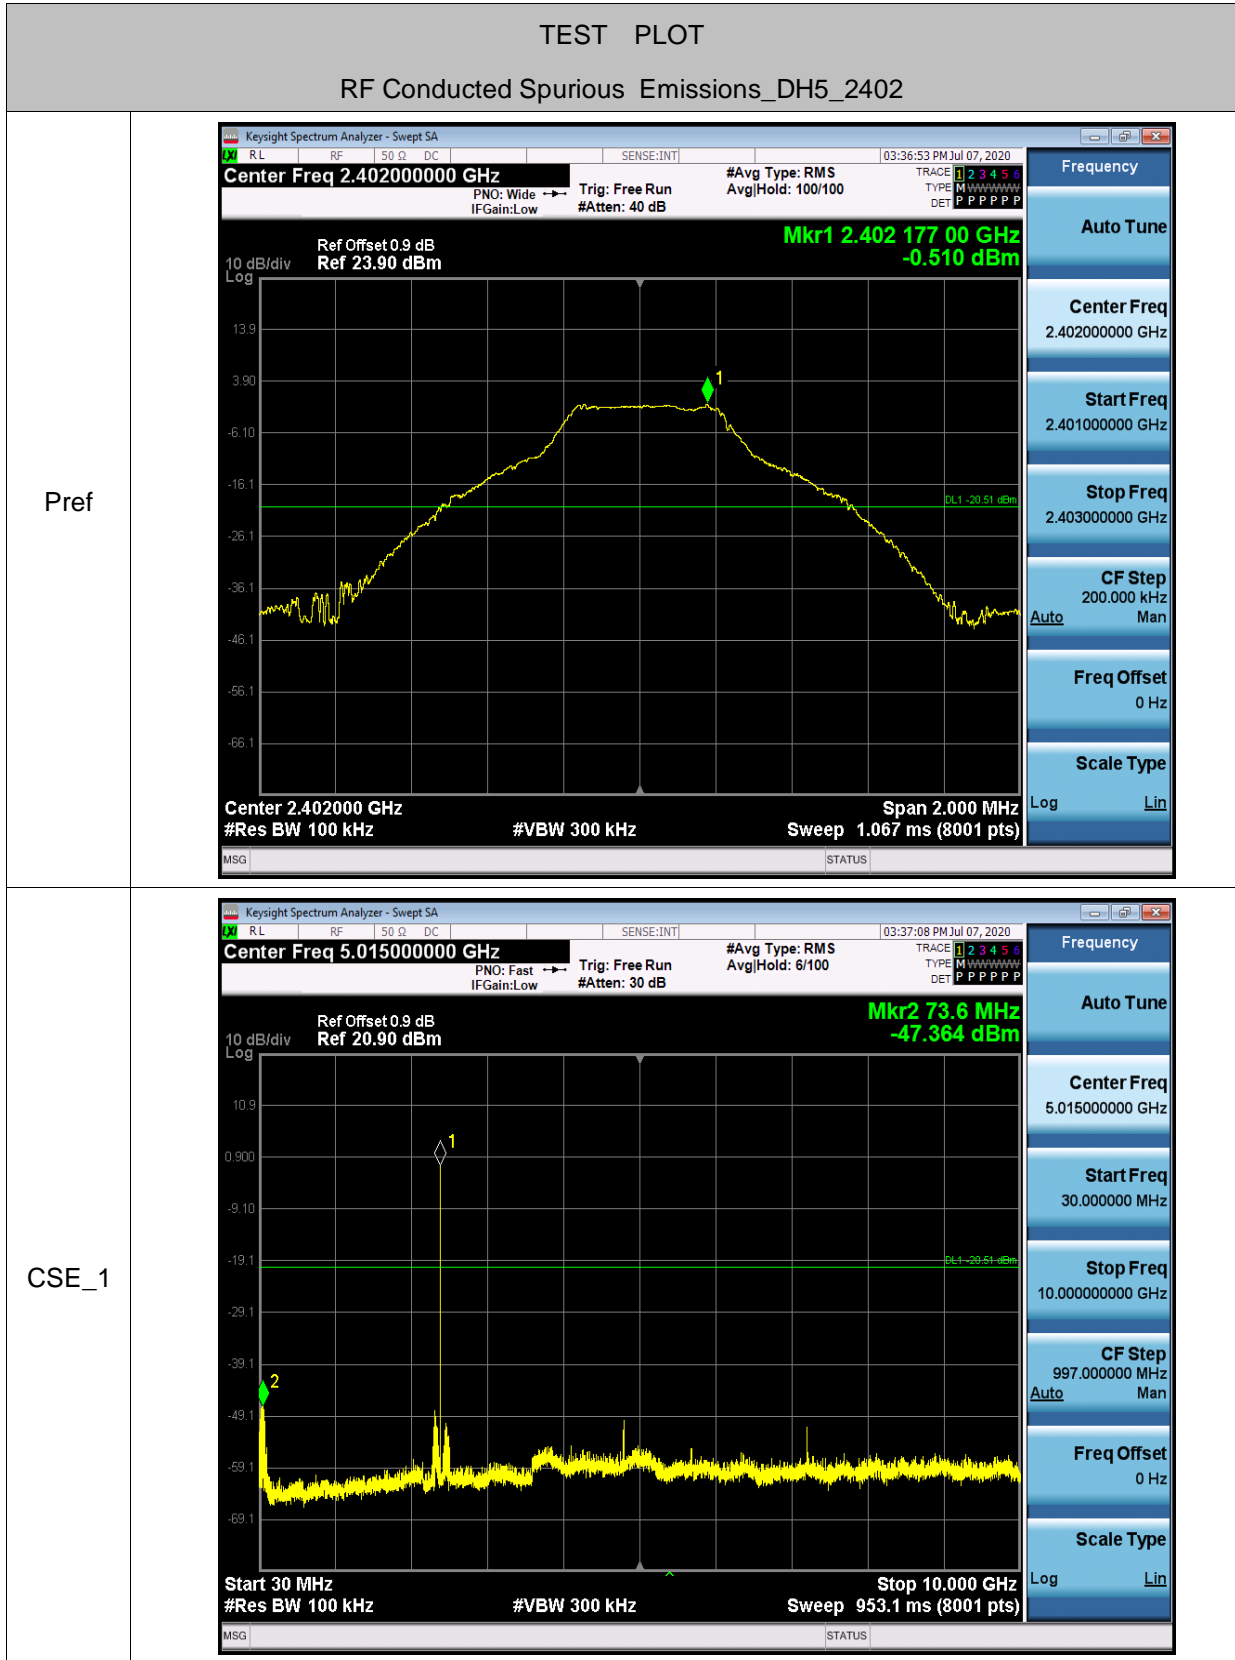 TEST PLOT
RF Conducted Spurious Emissions_DH5_2402
Pref
Keysight Spectrum Analyzer - Swept SA
LXI RL RF 50 Ω DC SENSE:INT 03:36:53 PM Jul 07, 2020
Center Freq 2.402000000 GHz
PNO: Wide
IFGain:Low
Trig: Free Run
#Atten: 40 dB
#Avg Type: RMS
Avg|Hold: 100/100
TRACE 1 2 3 4 5 6
TYPE M WWWWW
DET P P P P P P
Mkr1 2.402 177 00 GHz
-0.510 dBm
Ref Offset 0.9 dB
10 dB/div Ref 23.90 dBm
Log
13.9
3.90
-6.10
-16.1
-26.1
-36.1
-46.1
-56.1
-66.1
1
DL1 -20.51 dBm
Center 2.402000 GHz Span 2.000 MHz
#Res BW 100 kHz #VBW 300 kHz Sweep 1.067 ms (8001 pts)
MSG STATUS
Frequency
Auto Tune
Center Freq
2.402000000 GHz
Start Freq
2.401000000 GHz
Stop Freq
2.403000000 GHz
CF Step
200.000 kHz
Auto Man
Freq Offset
0 Hz
Scale Type
Log Lin
CSE_1
Keysight Spectrum Analyzer - Swept SA
LXI RL RF 50 Ω DC SENSE:INT 03:37:08 PM Jul 07, 2020
Center Freq 5.015000000 GHz
PNO: Fast
IFGain:Low
Trig: Free Run
#Atten: 30 dB
#Avg Type: RMS
Avg|Hold: 6/100
TRACE 1 2 3 4 5 6
TYPE M WWWWW
DET P P P P P P
Mkr2 73.6 MHz
-47.364 dBm
Ref Offset 0.9 dB
10 dB/div Ref 20.90 dBm
Log
10.9
0.900
-9.10
-19.1
-29.1
-39.1
-49.1
-59.1
-69.1
1
2
DL1 -20.51 dBm
Start 30 MHz Stop 10.000 GHz
#Res BW 100 kHz #VBW 300 kHz Sweep 953.1 ms (8001 pts)
MSG STATUS
Frequency
Auto Tune
Center Freq
5.015000000 GHz
Start Freq
30.000000 MHz
Stop Freq
10.000000000 GHz
CF Step
997.000000 MHz
Auto Man
Freq Offset
0 Hz
Scale Type
Log Lin